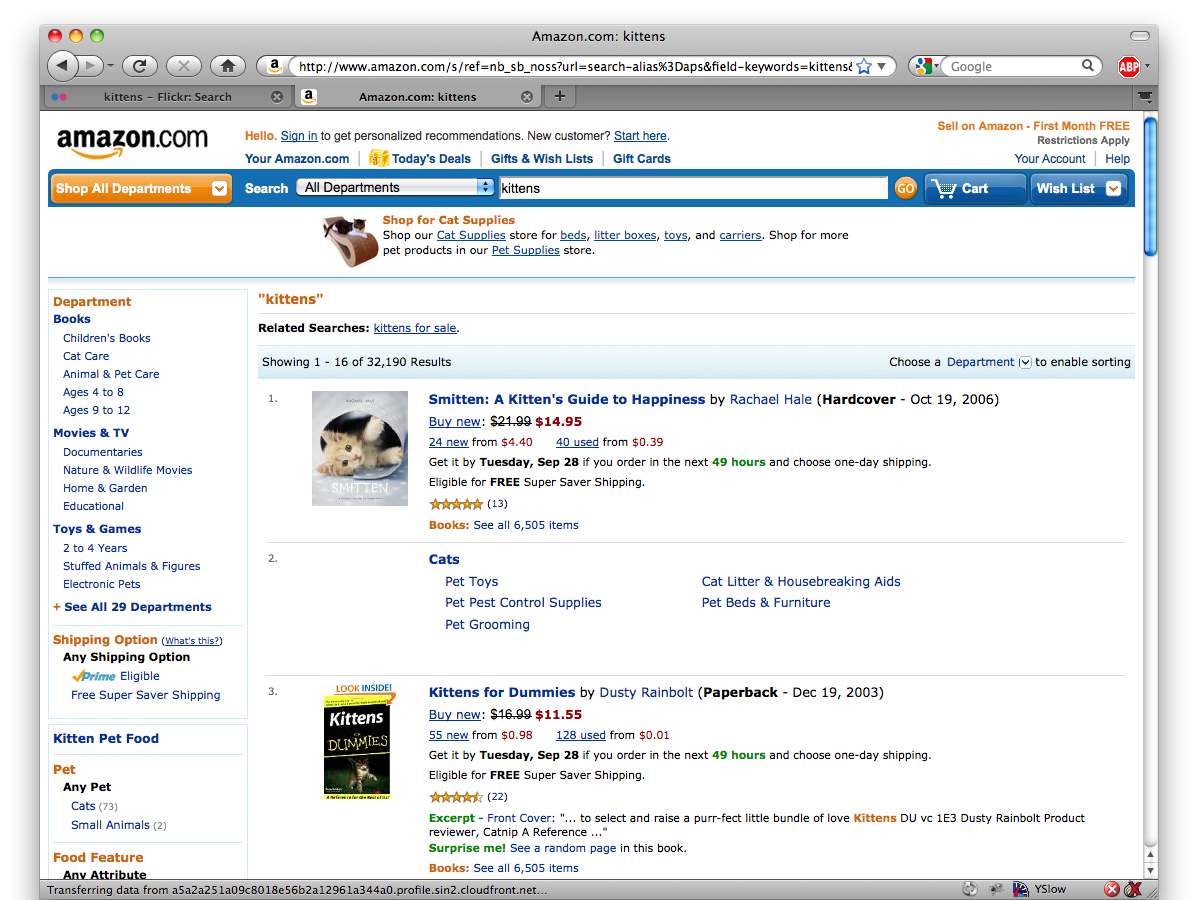 Amazon.com: kittens
http://www.amazon.com/s/ref=nb_sb_noss?url=search-alias%3Daps&field-keywords=kittens&
Google
ABP
kittens – Flickr: Search
Amazon.com: kittens
amazon.com
Hello. Sign in to get personalized recommendations. New customer? Start here.
Sell on Amazon - First Month FREE
Restrictions Apply
Your Amazon.com
Today's Deals
Gifts & Wish Lists
Gift Cards
Your Account
Help
Shop All Departments
Search
All Departments
kittens
GO
Cart
Wish List
Shop for Cat Supplies
Shop our Cat Supplies store for beds, litter boxes, toys, and carriers. Shop for more
pet products in our Pet Supplies store.
Department
Books
Children's Books
Cat Care
Animal & Pet Care
Ages 4 to 8
Ages 9 to 12
Movies & TV
Documentaries
Nature & Wildlife Movies
Home & Garden
Educational
Toys & Games
2 to 4 Years
Stuffed Animals & Figures
Electronic Pets
+ See All 29 Departments
Shipping Option (What's this?)
Any Shipping Option
Prime Eligible
Free Super Saver Shipping
Kitten Pet Food
Pet
Any Pet
Cats (73)
Small Animals (2)
Food Feature
Any Attribute
"kittens"
Related Searches: kittens for sale.
Showing 1 - 16 of 32,190 Results
Choose a Department to enable sorting
1.
RACHAEL HALE
SMITTEN
Smitten: A Kitten's Guide to Happiness by Rachael Hale (Hardcover - Oct 19, 2006)
Buy new: $21.99 $14.95
24 new from $4.40 40 used from $0.39
Get it by Tuesday, Sep 28 if you order in the next 49 hours and choose one-day shipping.
Eligible for FREE Super Saver Shipping.
(13)
Books: See all 6,505 items
2.
Cats
Pet Toys
Cat Litter & Housebreaking Aids
Pet Pest Control Supplies
Pet Beds & Furniture
Pet Grooming
3.
LOOK INSIDE!
Kittens
FOR
DUMMIES
A Reference for the Rest of Us!
Kittens for Dummies by Dusty Rainbolt (Paperback - Dec 19, 2003)
Buy new: $16.99 $11.55
55 new from $0.98 128 used from $0.01
Get it by Tuesday, Sep 28 if you order in the next 49 hours and choose one-day shipping.
Eligible for FREE Super Saver Shipping.
(22)
Excerpt - Front Cover: "... to select and raise a purr-fect little bundle of love Kittens DU vc 1E3 Dusty Rainbolt Product
reviewer, Catnip A Reference ..."
Surprise me! See a random page in this book.
Books: See all 6,505 items
Transferring data from a5a2a251a09c8018e56b2a12961a344a0.profile.sin2.cloudfront.net...
YSlow